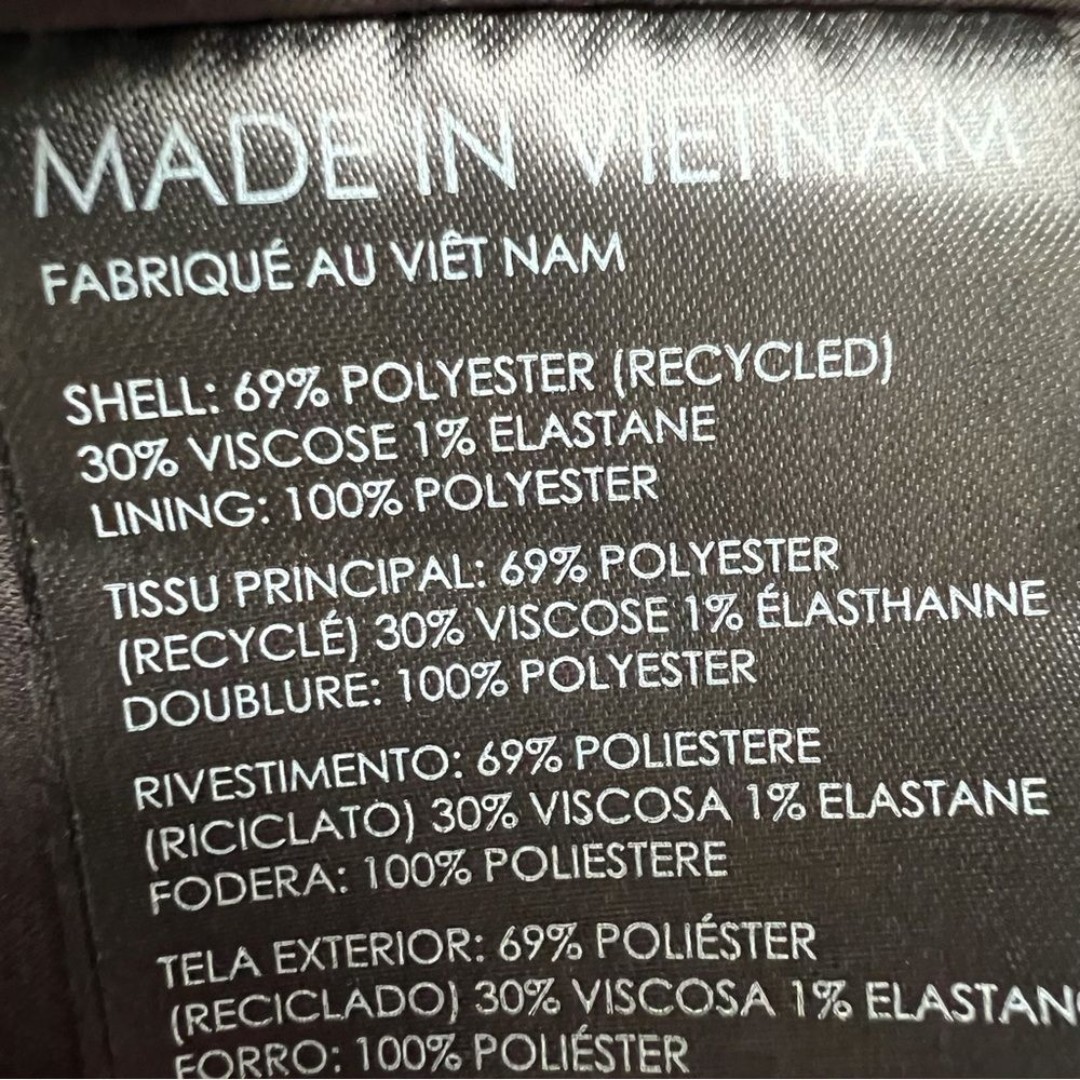 MADE IN VIETNAM
FABRIQUÉ AU VIÊT NAM
SHELL: 69% POLYESTER (RECYCLED)
30% VISCOSE 1% ELASTANE
LINING: 100% POLYESTER
TISSU PRINCIPAL: 69% POLYESTER
(RECYCLÉ) 30% VISCOSE 1% ÉLASTHANNE
DOUBLURE: 100% POLYESTER
RIVESTIMENTO: 69% POLIESTERE
(RICICLATO) 30% VISCOSA 1% ELASTANE
FODERA: 100% POLIESTERE
TELA EXTERIOR: 69% POLIÉSTER
(RECICLADO) 30% VISCOSA 1%
FORRO: 100% POLIÉSTER